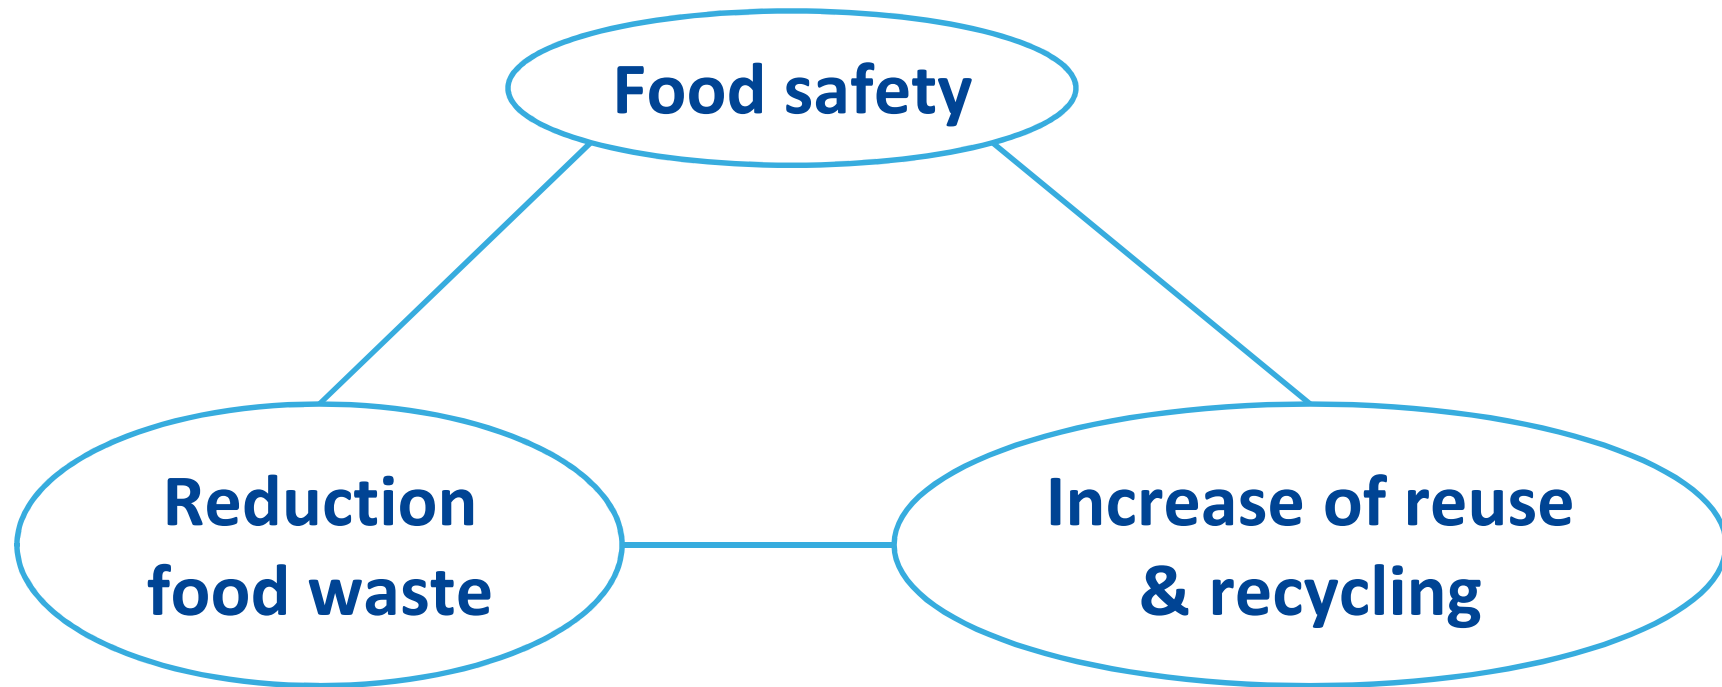 Food safety
Reduction
food waste
Increase of reuse
& recycling